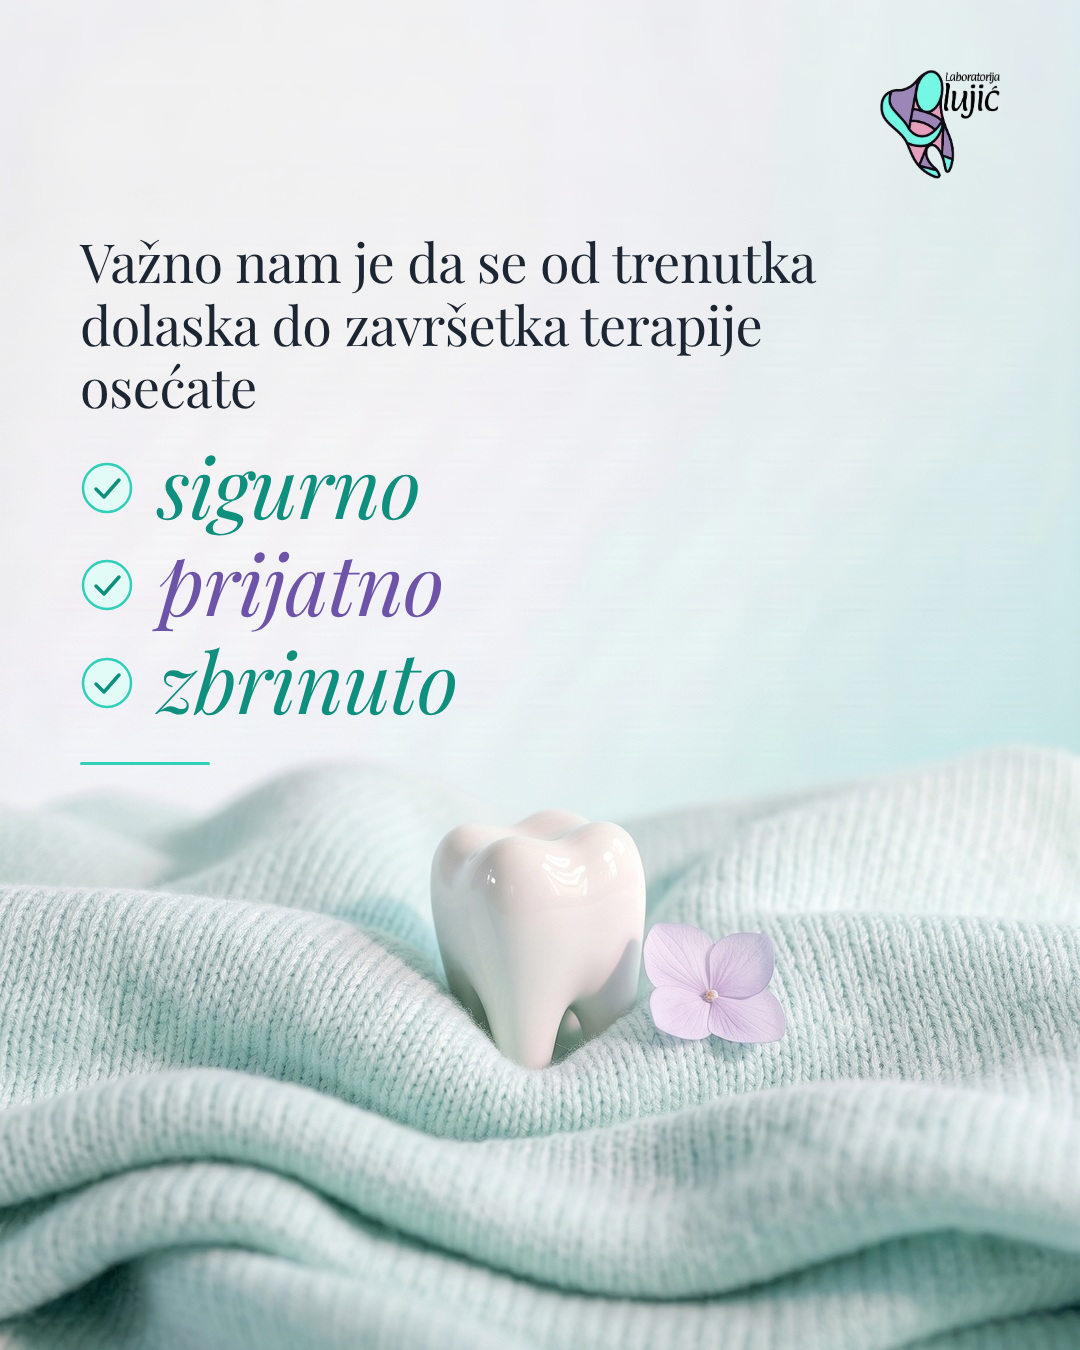 Laboratorija
lujić
Važno nam je da se od trenutka
dolaska do završetka terapije
osećate
sigurno
prijatno
zbrinuto